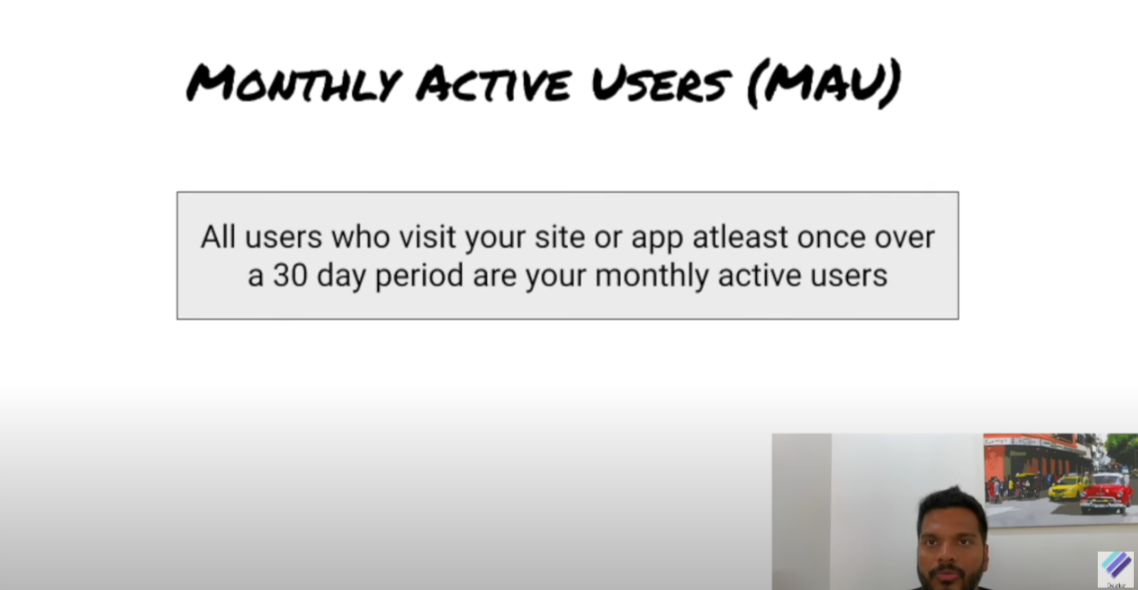 Monthly Active Users (MAU)
All users who visit your site or app atleast once over
a 30 day period are your monthly active users